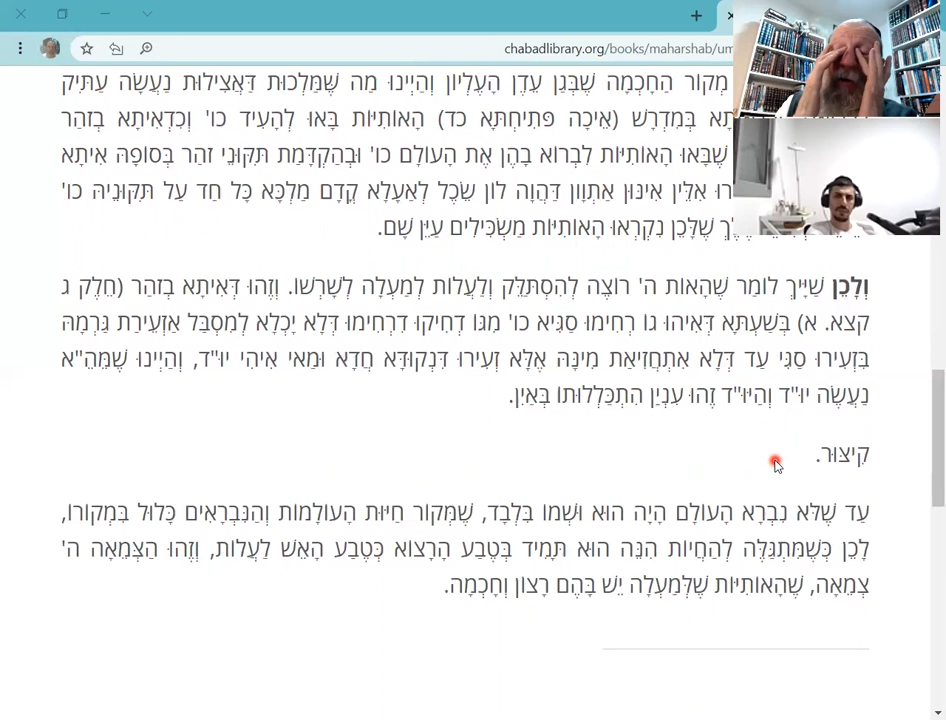 chabadlibrary.org/books/maharshab/um
מְקוֹר הַחָכְמָה שֶׁבְּגַן עֵדֶן הָעֶלְיוֹן וְהַיְינוּ מַה שֶּׁמַּלְכוּת דַּאֲצִילוּת נַעֲשָׂה עַתִּיק
בְּמִדְרָשׁ (אֵיכָה פְּתִיחְתָּא כד) הָאוֹתִיּוֹת בָּאוּ לְהָעִיד כו' וּכְדְאִיתָא בְּזֹהַר
שֶׁבָּאוּ הָאוֹתִיּוֹת לִבְרוֹא בָהֶן אֶת הָעוֹלָם כו' וּבְהַקְדָּמַת תִּקּוּנֵי זֹהַר בְּסוֹפָהּ אִיתָא
אִלֵּין אִינּוּן אַתְוָון דַּהֲוָה לוֹן שֵׂכֶל לְאַעֲלָא קֳדָם מַלְכָּא כָּל חַד עַל תִּקּוּנֵיהּ כו'
שֶׁלָּכֵן נִקְרְאוּ הָאוֹתִיּוֹת מַשְׂכִּילִים עַיֵּן שָׁם.
וְלָכֵן שַׁיָּיךְ לוֹמַר שֶׁהָאוֹת ה' רוֹצֶה לְהִסְתַּלֵּק וְלַעֲלוֹת לְמַעְלָה לְשָׁרְשׁוֹ. וְזֶהוּ דְּאִיתָא בְּזֹהַר (חֵלֶק ג
קצא. א) בְּשַׁעְתָּא דְּאִיהוּ גּוֹ רְחִימוּ סַגִּיא כו' מִגּוֹ דְחִיקוּ דִרְחִימוּ דְּלָא יָכְלָא לְמִסְבַּל אַזְעִירַת גַּרְמָהּ
בִּזְעִירוּ סַגִּי עַד דְּלָא אִתְחֲזִיאַת מִינָּהּ אֶלָּא זְעִירוּ דִּנְקוּדָּא חֲדָא וּמַאי אִיהִי יוּ"ד, וְהַיְינוּ שֶׁמֵּהֵ"א
נַעֲשֶׂה יוּ"ד וְהַיּוּ"ד זֶהוּ עִנְיַן הִתְכַּלְלוּתוֹ בְּאַיִן.
קִיצּוּר.
עַד שֶׁלֹּא נִבְרָא הָעוֹלָם הָיָה הוּא וּשְׁמוֹ בִּלְבָד, שֶׁמְּקוֹר חַיּוּת הָעוֹלָמוֹת וְהַנִּבְרָאִים כָּלוּל בִּמְקוֹרוֹ,
לָכֵן כְּשֶׁמִּתְגַּלֶּה לְהַחֲיוֹת הִנֵּה הוּא תָּמִיד בְּטֶבַע הָרָצוֹא כְּטֶבַע הָאֵשׁ לַעֲלוֹת, וְזֶהוּ הַצְּמֵאָה ה'
צְמֵאָה, שֶׁהָאוֹתִיּוֹת שֶׁלְּמַעְלָה יֵשׁ בָּהֶם רָצוֹן וְחָכְמָה.